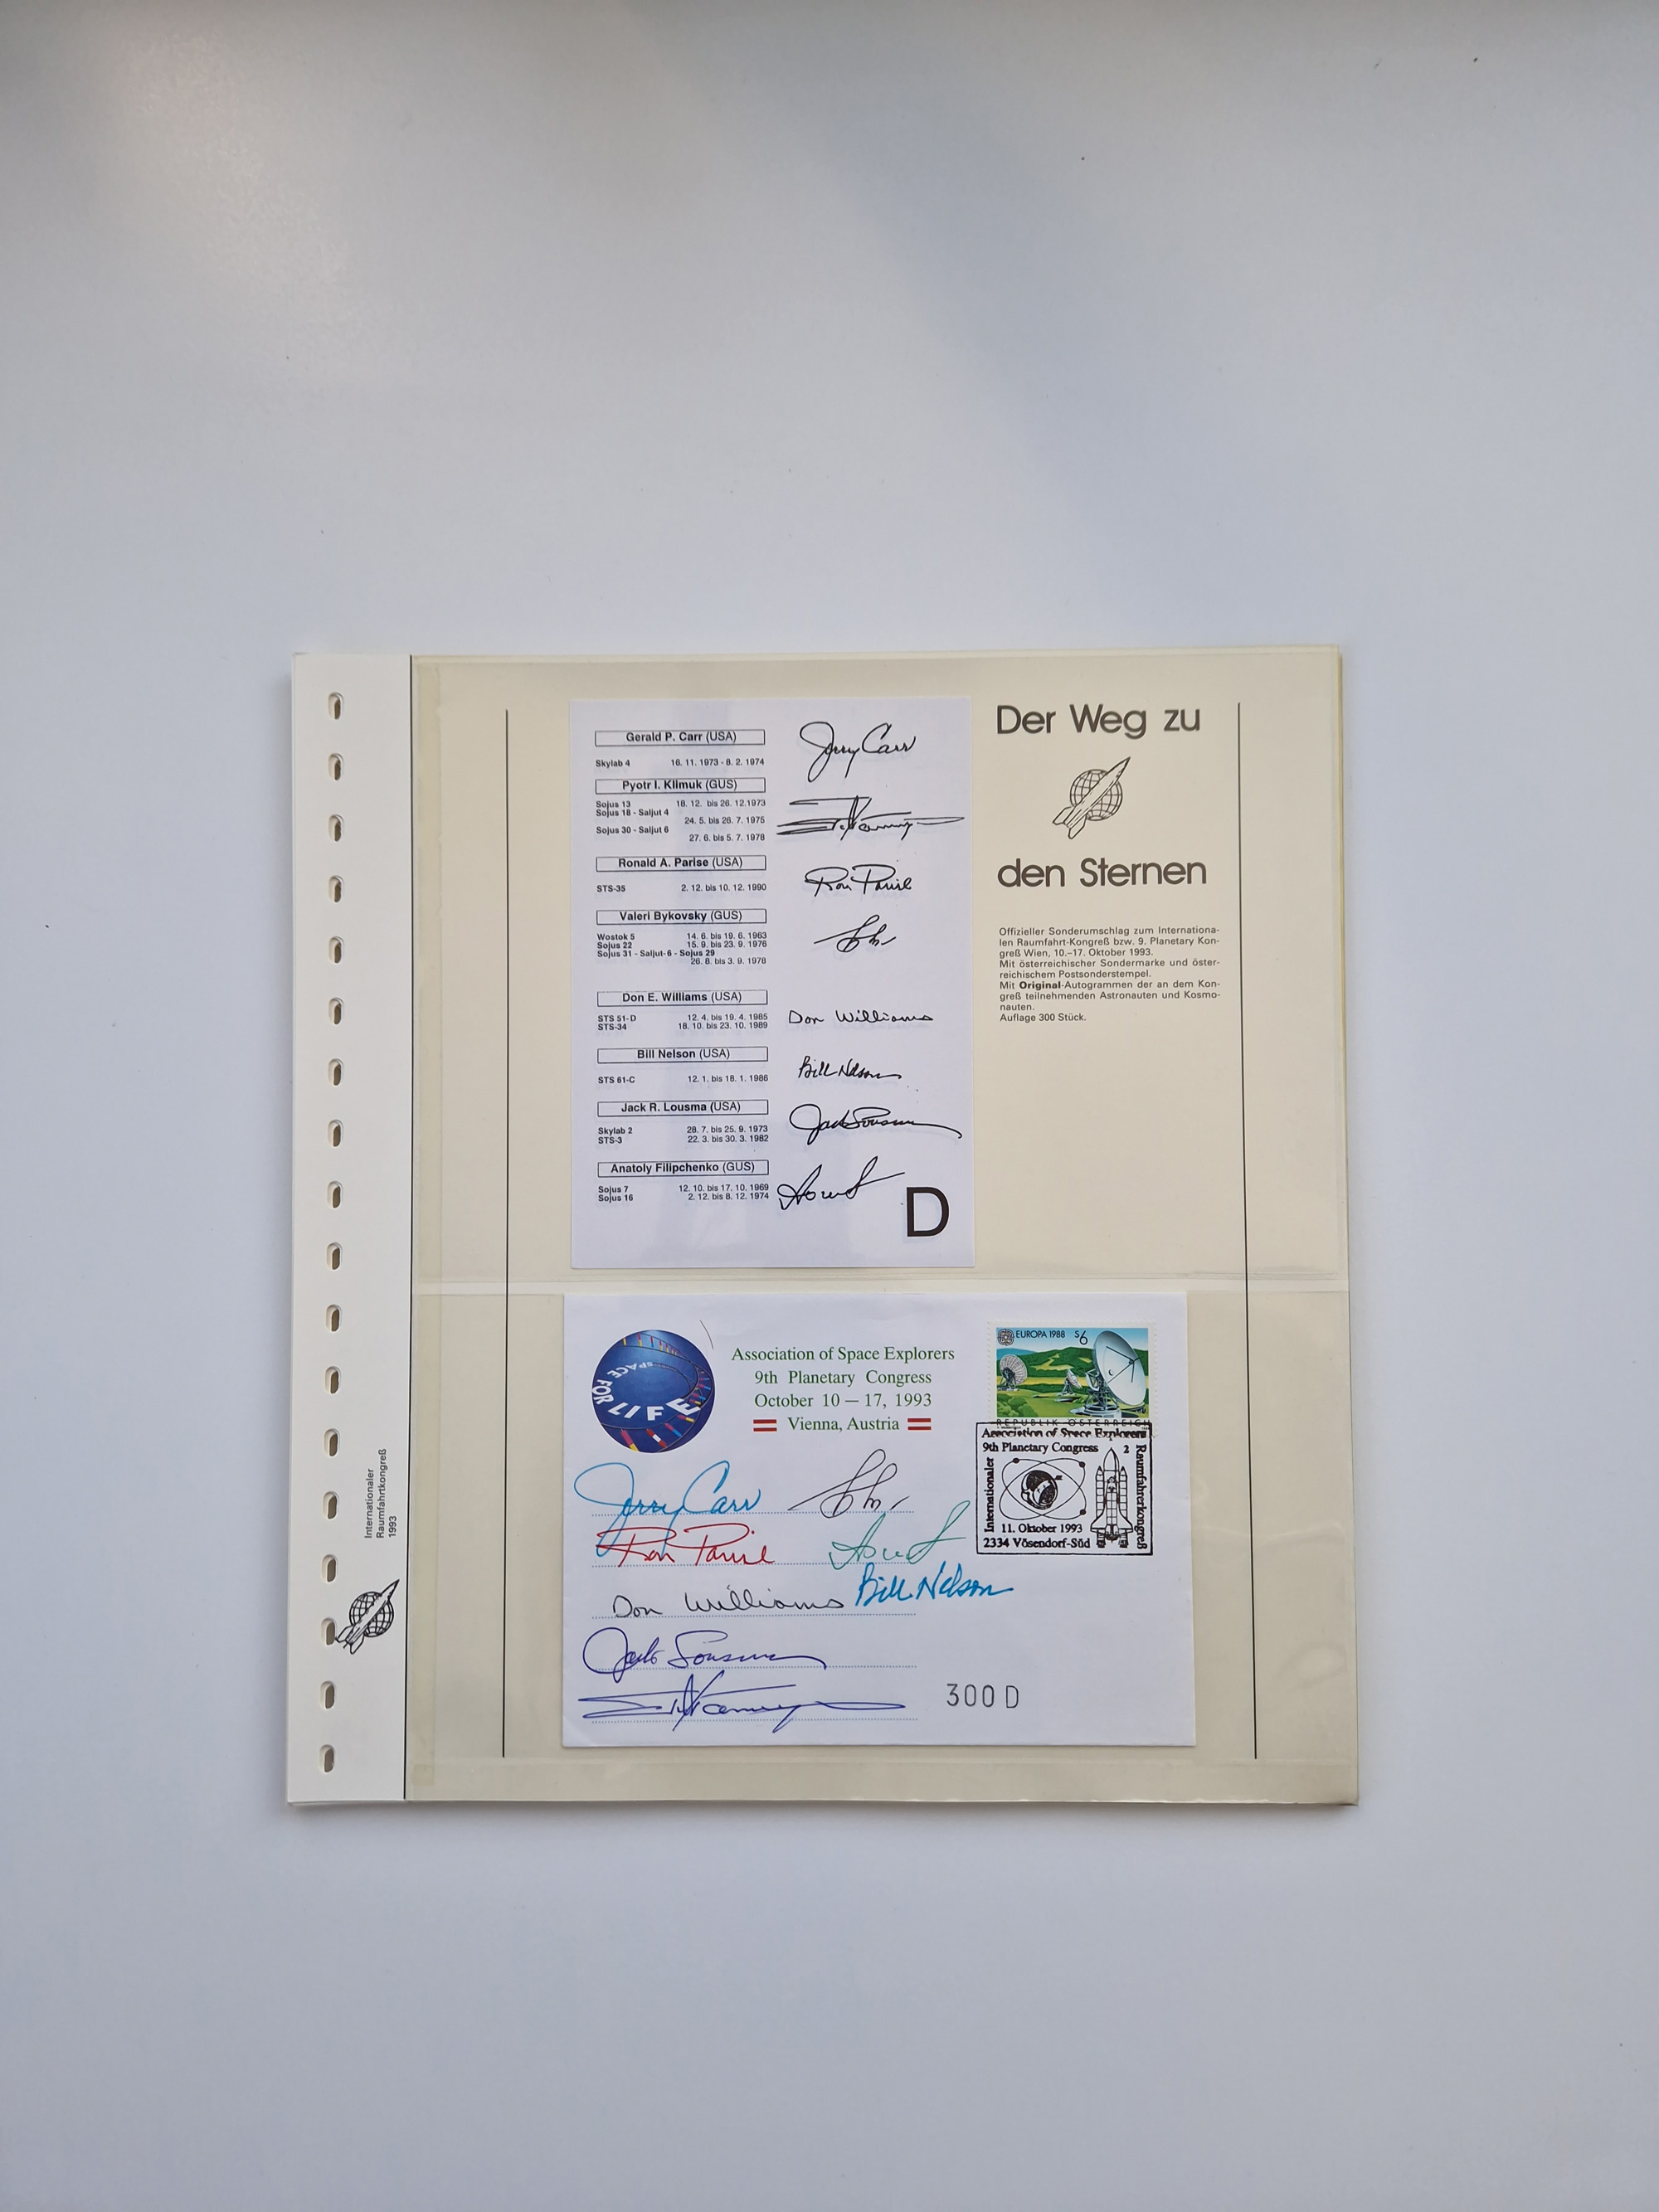 Gerald P. Carr (USA)
Jerry Carr
Skylab 4 16. 11. 1973 - 8. 2. 1974
Pyotr I. Klimuk (GUS)
Sojus 13 18. 12. bis 26. 12.1973
Sojus 18 - Saljut 4
24. 5. bis 26. 7. 1975
Sojus 30 - Saljut 6
27. 6. bis 5. 7. 1978
Ronald A. Parise (USA)
Ron Parise
STS-35 2. 12. bis 10. 12. 1990
Valeri Bykovsky (GUS)
Wostok 5 14. 6. bis 19. 6. 1963
Sojus 22 15. 9. bis 23. 9. 1976
Sojus 31 - Saljut-6 - Sojus 29
26. 8. bis 3. 9. 1978
Don E. Williams (USA)
STS 51-D 12. 4. bis 19. 4. 1985
Don Williams
STS-34 18. 10. bis 23. 10. 1989
Bill Nelson (USA)
Bill Nelson
STS 61-C 12. 1. bis 18. 1. 1986
Jack R. Lousma (USA)
Jack Lousma
Skylab 2 28. 7. bis 25. 9. 1973
STS-3 22. 3. bis 30. 3. 1982
Anatoly Filipchenko (GUS)
Sojus 7 12. 10. bis 17. 10. 1969
Sojus 16 2. 12. bis 8. 12. 1974
D
Der Weg zu
den Sternen
Offizieller Sonderumschlag zum Internationa-
len Raumfahrt-Kongreß bzw. 9. Planetary Kon-
greß Wien, 10.–17. Oktober 1993.
Mit österreichischer Sondermarke und öster-
reichischem Postsonderstempel.
Mit Original-Autogrammen der an dem Kon-
greß teilnehmenden Astronauten und Kosmo-
nauten.
Auflage 300 Stück.
SPACE
FOR
LIFE
Association of Space Explorers
9th Planetary Congress
October 10 – 17, 1993
Vienna, Austria
EUROPA 1988 S6
REPUBLIK ÖSTERREICH
Association of Space Explorers
9th Planetary Congress 2
Internationaler
Raumfahrerkongreß
11. Oktober 1993
2334 Vösendorf-Süd
Jerry Carr
Ron Parise
Don Williams
Bill Nelson
Jack Lousma
300 D
Internationaler
Raumfahrtkongreß
1993